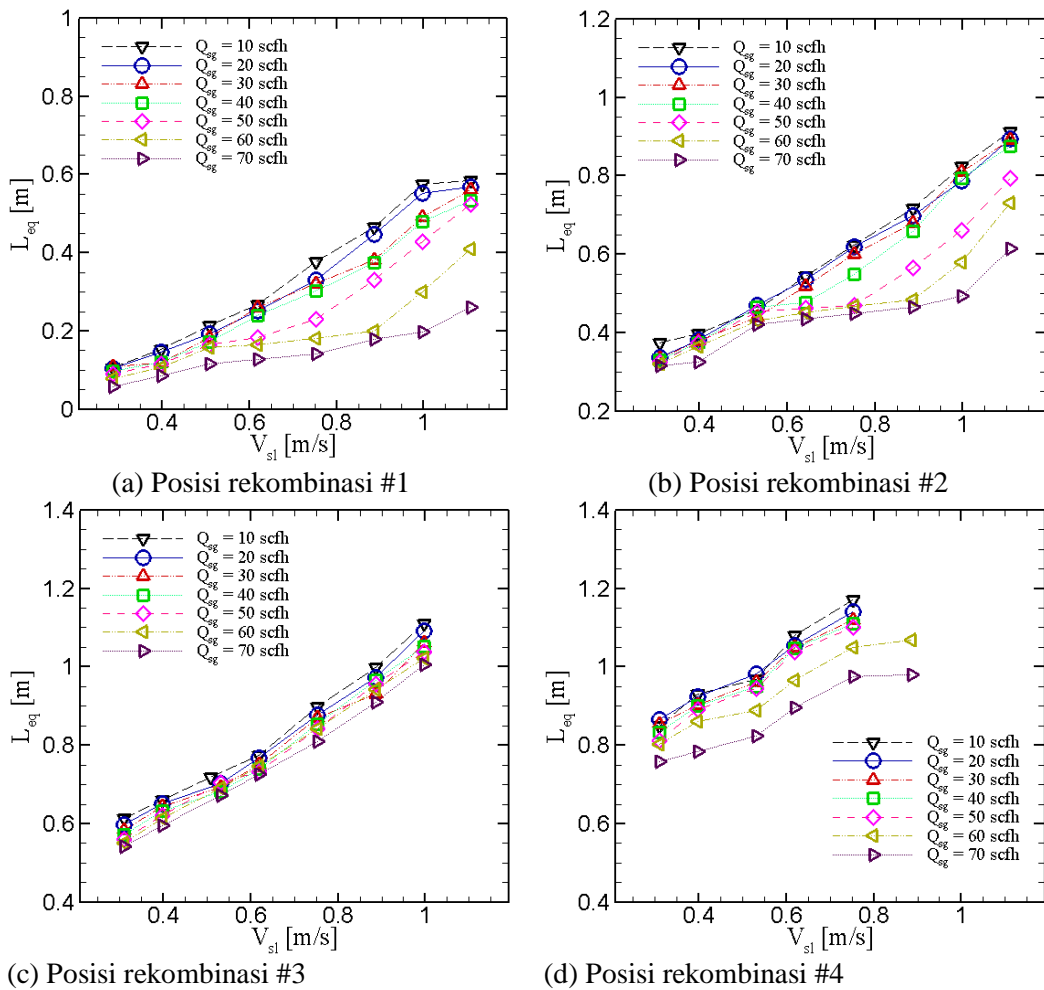 1
0.8
0.6
0.4
0.2
0
L_eq [m]
0.4 0.6 0.8 1
V_sl [m/s]
Q_sg = 10 scfh
Q_sg = 20 scfh
Q_sg = 30 scfh
Q_sg = 40 scfh
Q_sg = 50 scfh
Q_sg = 60 scfh
Q_sg = 70 scfh
(a) Posisi rekombinasi #1
1.2
1
0.8
0.6
0.4
0.2
L_eq [m]
0.4 0.6 0.8 1
V_sl [m/s]
Q_sg = 10 scfh
Q_sg = 20 scfh
Q_sg = 30 scfh
Q_sg = 40 scfh
Q_sg = 50 scfh
Q_sg = 60 scfh
Q_sg = 70 scfh
(b) Posisi rekombinasi #2
1.4
1.2
1
0.8
0.6
0.4
L_eq [m]
0.4 0.6 0.8 1
V_sl [m/s]
Q_sg = 10 scfh
Q_sg = 20 scfh
Q_sg = 30 scfh
Q_sg = 40 scfh
Q_sg = 50 scfh
Q_sg = 60 scfh
Q_sg = 70 scfh
(c) Posisi rekombinasi #3
1.4
1.2
1
0.8
0.6
0.4
L_eq [m]
0.4 0.6 0.8 1
V_sl [m/s]
Q_sg = 10 scfh
Q_sg = 20 scfh
Q_sg = 30 scfh
Q_sg = 40 scfh
Q_sg = 50 scfh
Q_sg = 60 scfh
Q_sg = 70 scfh
(d) Posisi rekombinasi #4